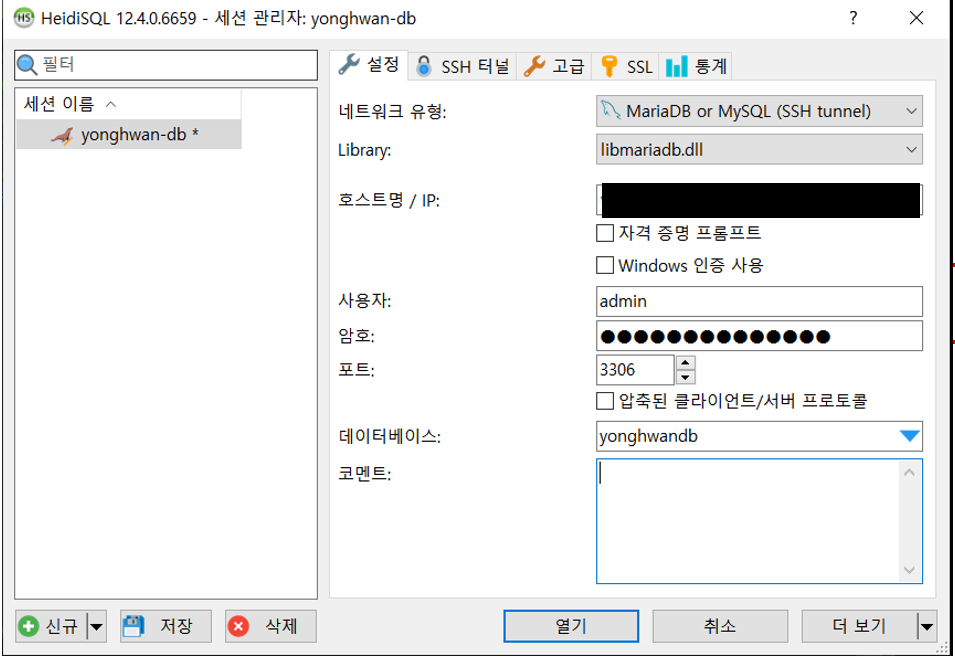 HeidiSQL 12.4.0.6659 - 세션 관리자: yonghwan-db
필터
세션 이름
yonghwan-db *
설정 SSH 터널 고급 SSL 통계
네트워크 유형: MariaDB or MySQL (SSH tunnel)
Library: libmariadb.dll
호스트명 / IP:
자격 증명 프롬프트
Windows 인증 사용
사용자: admin
암호: ●●●●●●●●●●●●●●
포트: 3306
압축된 클라이언트/서버 프로토콜
데이터베이스: yonghwandb
코멘트:
신규 저장 삭제 열기 취소 더 보기